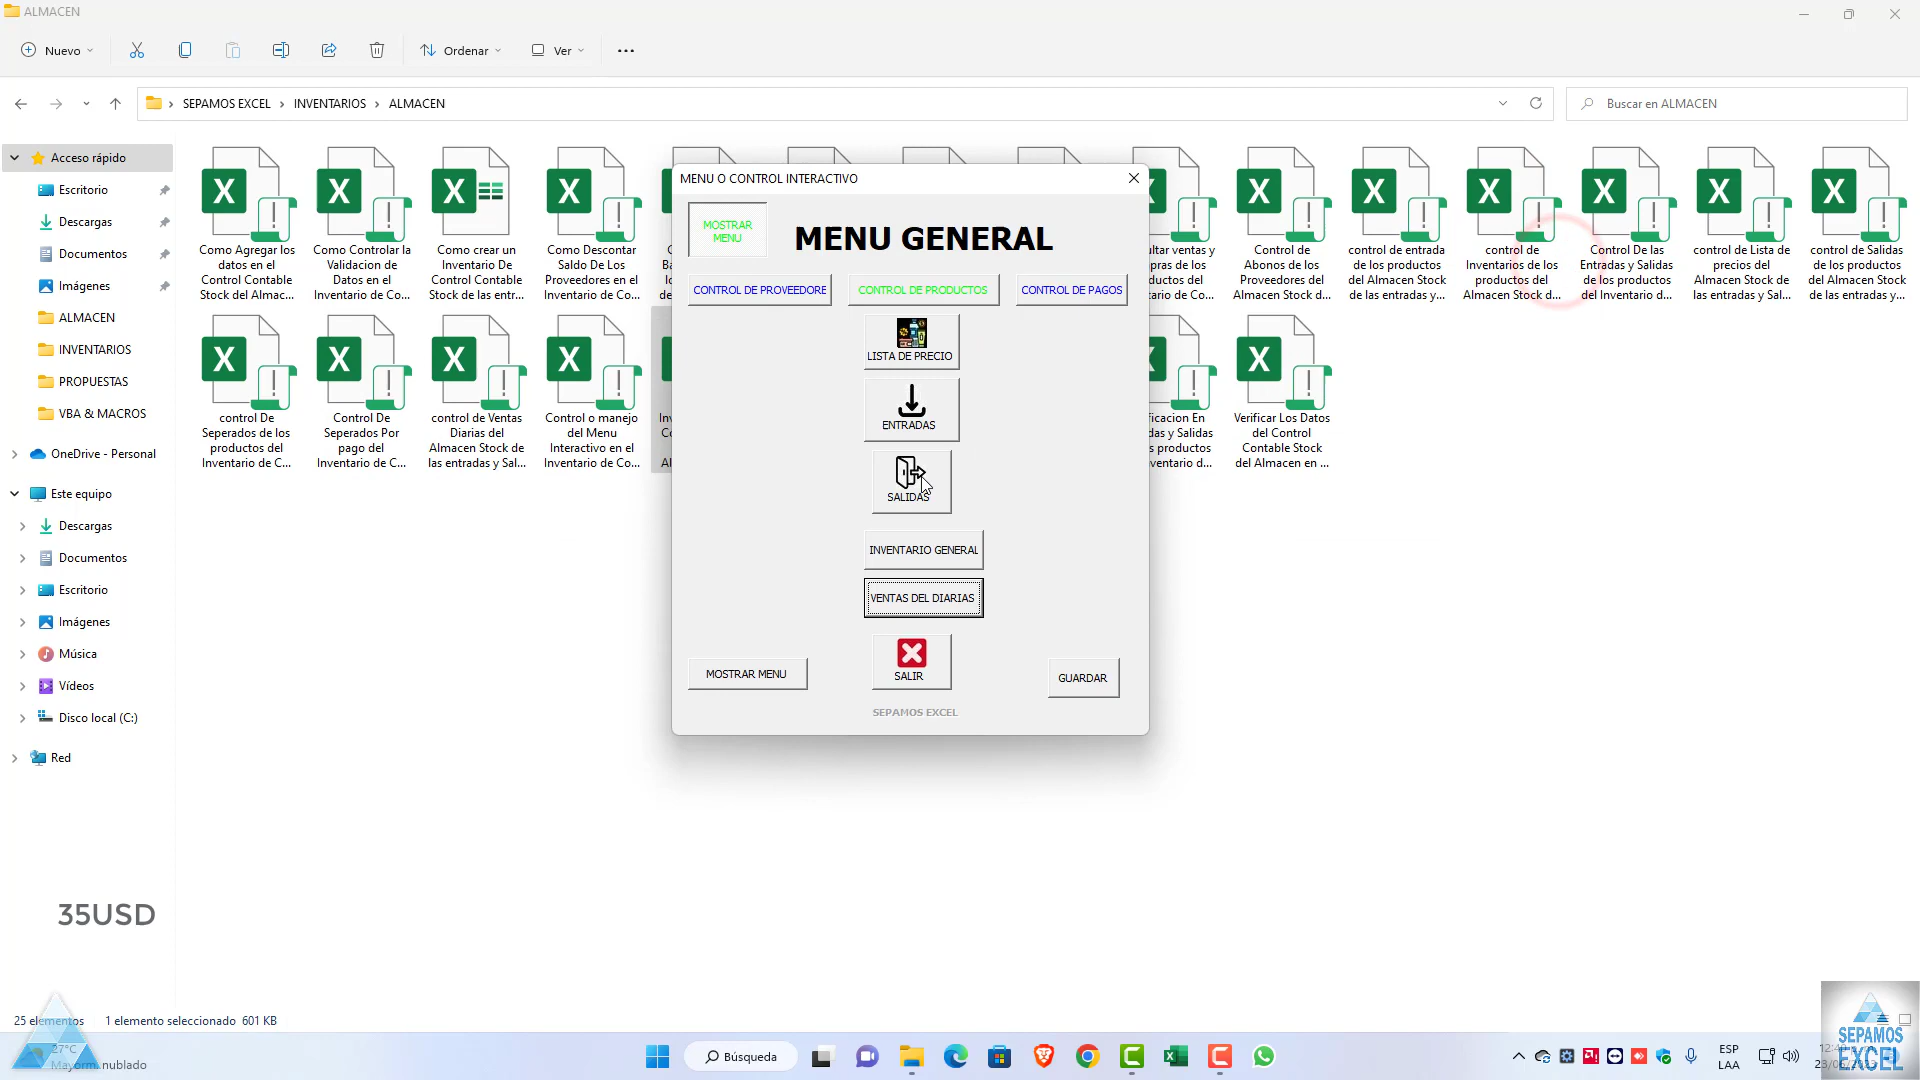 ALMACEN
Nuevo
Ordenar
Ver
SEPAMOS EXCEL > INVENTARIOS > ALMACEN
Buscar en ALMACEN
Acceso rápido
Escritorio
Descargas
Documentos
Imágenes
ALMACEN
INVENTARIOS
PROPUESTAS
VBA & MACROS
OneDrive - Personal
Este equipo
Descargas
Documentos
Escritorio
Imágenes
Música
Vídeos
Disco local (C:)
Red
Como Agregar los
datos en el
Control Contable
Stock del Almac...
Como Controlar la
Validacion de
Datos en el
Inventario de Co...
Como crear un
Inventario De
Control Contable
Stock de las entr...
Como Descontar
Saldo De Los
Proveedores en el
Inventario de Co...
Control de
Abonos de los
Proveedores del
Almacen Stock d...
control de entrada
de los productos
del Almacen Stock
de las entradas y...
control de
Inventarios de los
productos del
Almacen Stock d...
Control De las
Entradas y Salidas
de los productos
del Inventario d...
control de Lista de
precios del
Almacen Stock de
las entradas y Sal...
control de Salidas
de los productos
del Almacen Stock
de las entradas y...
control De
Seperados de los
productos del
Inventario de C...
Control De
Seperados Por
pago del
Inventario de C...
control de Ventas
Diarias del
Almacen Stock de
las entradas y Sal...
Control o manejo
del Menu
Interactivo en el
Inventario de Co...
Verificar Los Datos
del Control
Contable Stock
del Almacen en ...
MENU O CONTROL INTERACTIVO
MOSTRAR
MENU
MENU GENERAL
CONTROL DE PROVEEDORE
CONTROL DE PRODUCTOS
CONTROL DE PAGOS
LISTA DE PRECIO
ENTRADAS
SALIDAS
INVENTARIO GENERAL
VENTAS DEL DIARIAS
MOSTRAR MENU
SALIR
GUARDAR
SEPAMOS EXCEL
35USD
25 elementos
1 elemento seleccionado 601 KB
27°C
nublado
Búsqueda
ESP
LAA
SEPAMOS
EXCEL